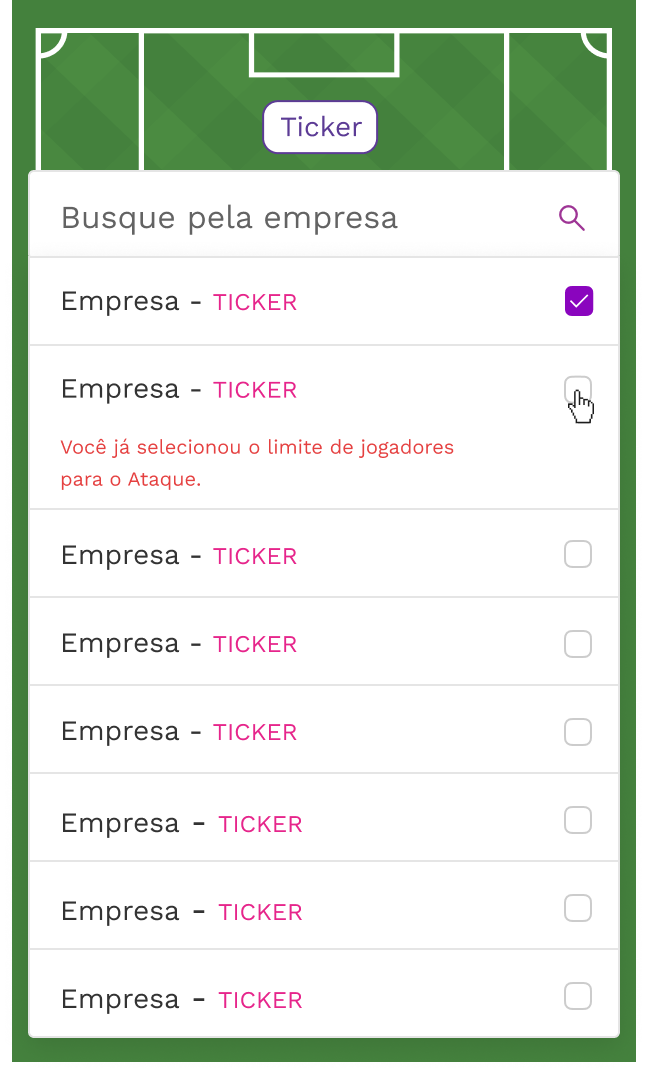 Ticker
Busque pela empresa
Empresa - TICKER
Empresa - TICKER
Você já selecionou o limite de jogadores
para o Ataque.
Empresa - TICKER
Empresa - TICKER
Empresa - TICKER
Empresa - TICKER
Empresa - TICKER
Empresa - TICKER